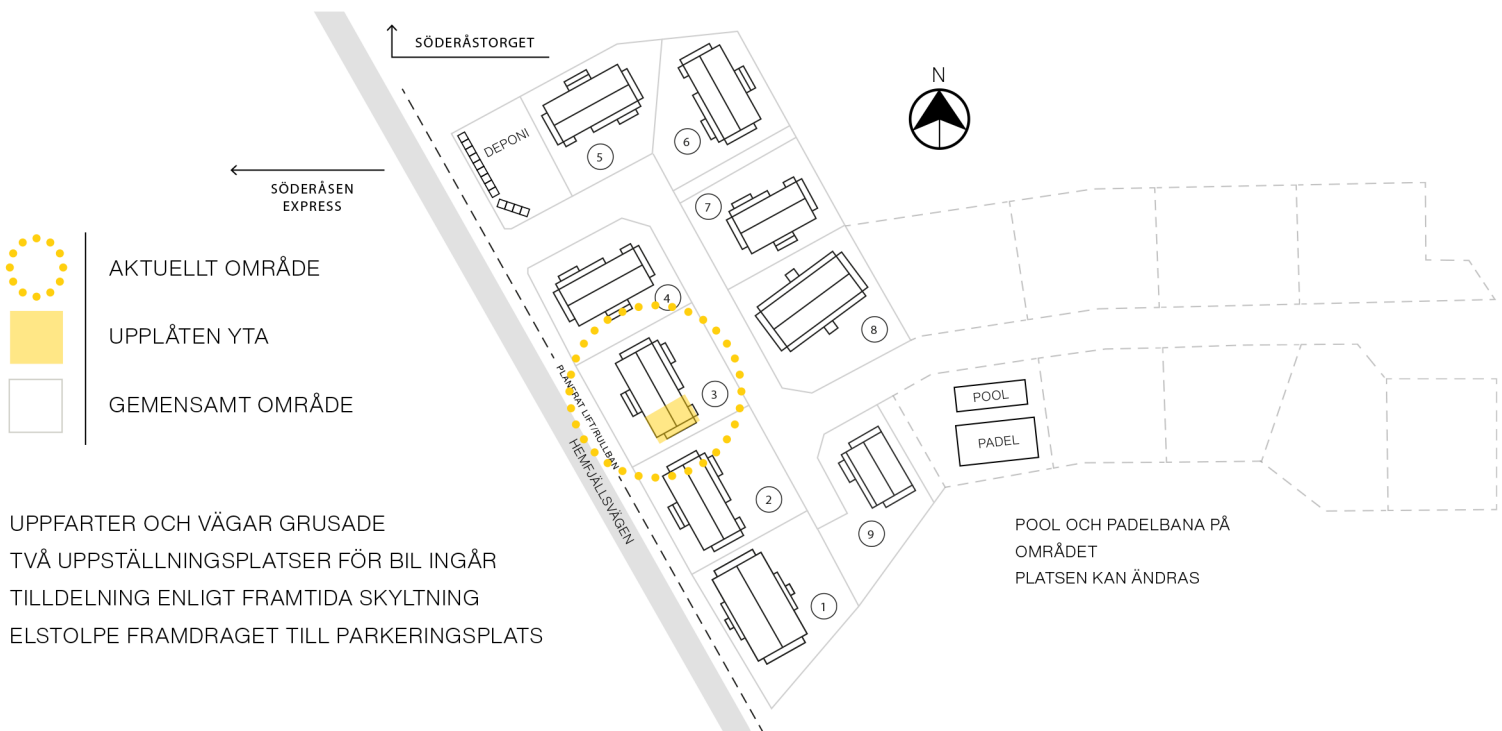 SÖDERÅSTORGET
N
DEPONI
5
6
SÖDERÅSEN
EXPRESS
7
AKTUELLT OMRÅDE
4
8
UPPLÅTEN YTA
3
PLANERAT LIFT/RULLBAND
HEMFJÄLLSVÄGEN
POOL
PADEL
GEMENSAMT OMRÅDE
2
9
1
UPPFARTER OCH VÄGAR GRUSADE
TVÅ UPPSTÄLLNINGSPLATSER FÖR BIL INGÅR
TILLDELNING ENLIGT FRAMTIDA SKYLTNING
ELSTOLPE FRAMDRAGET TILL PARKERINGSPLATS
POOL OCH PADELBANA PÅ
OMRÅDET
PLATSEN KAN ÄNDRAS